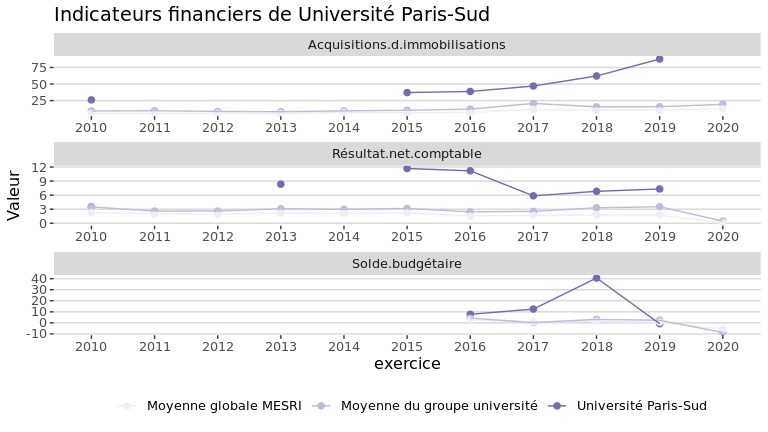 Indicateurs financiers de Université Paris-Sud
Acquisitions.d.immobilisations
75
50
25
2010 2011 2012 2013 2014 2015 2016 2017 2018 2019 2020
Résultat.net.comptable
12
9
6
3
0
2010 2011 2012 2013 2014 2015 2016 2017 2018 2019 2020
Solde.budgétaire
40
30
20
10
0
-10
2010 2011 2012 2013 2014 2015 2016 2017 2018 2019 2020
Valeur
exercice
Moyenne globale MESRI Moyenne du groupe université Université Paris-Sud